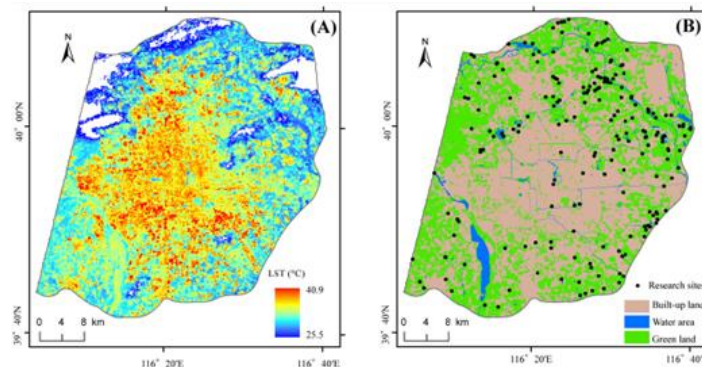 (A)
N
40° 00′N
39° 40′N
LST (°C)
40.9
25.5
0 4 8 km
116° 20′E
116° 40′E
(B)
N
40° 00′N
39° 40′N
Research site
Built-up land
Water area
Green land
0 4 8 km
116° 20′E
116° 40′E